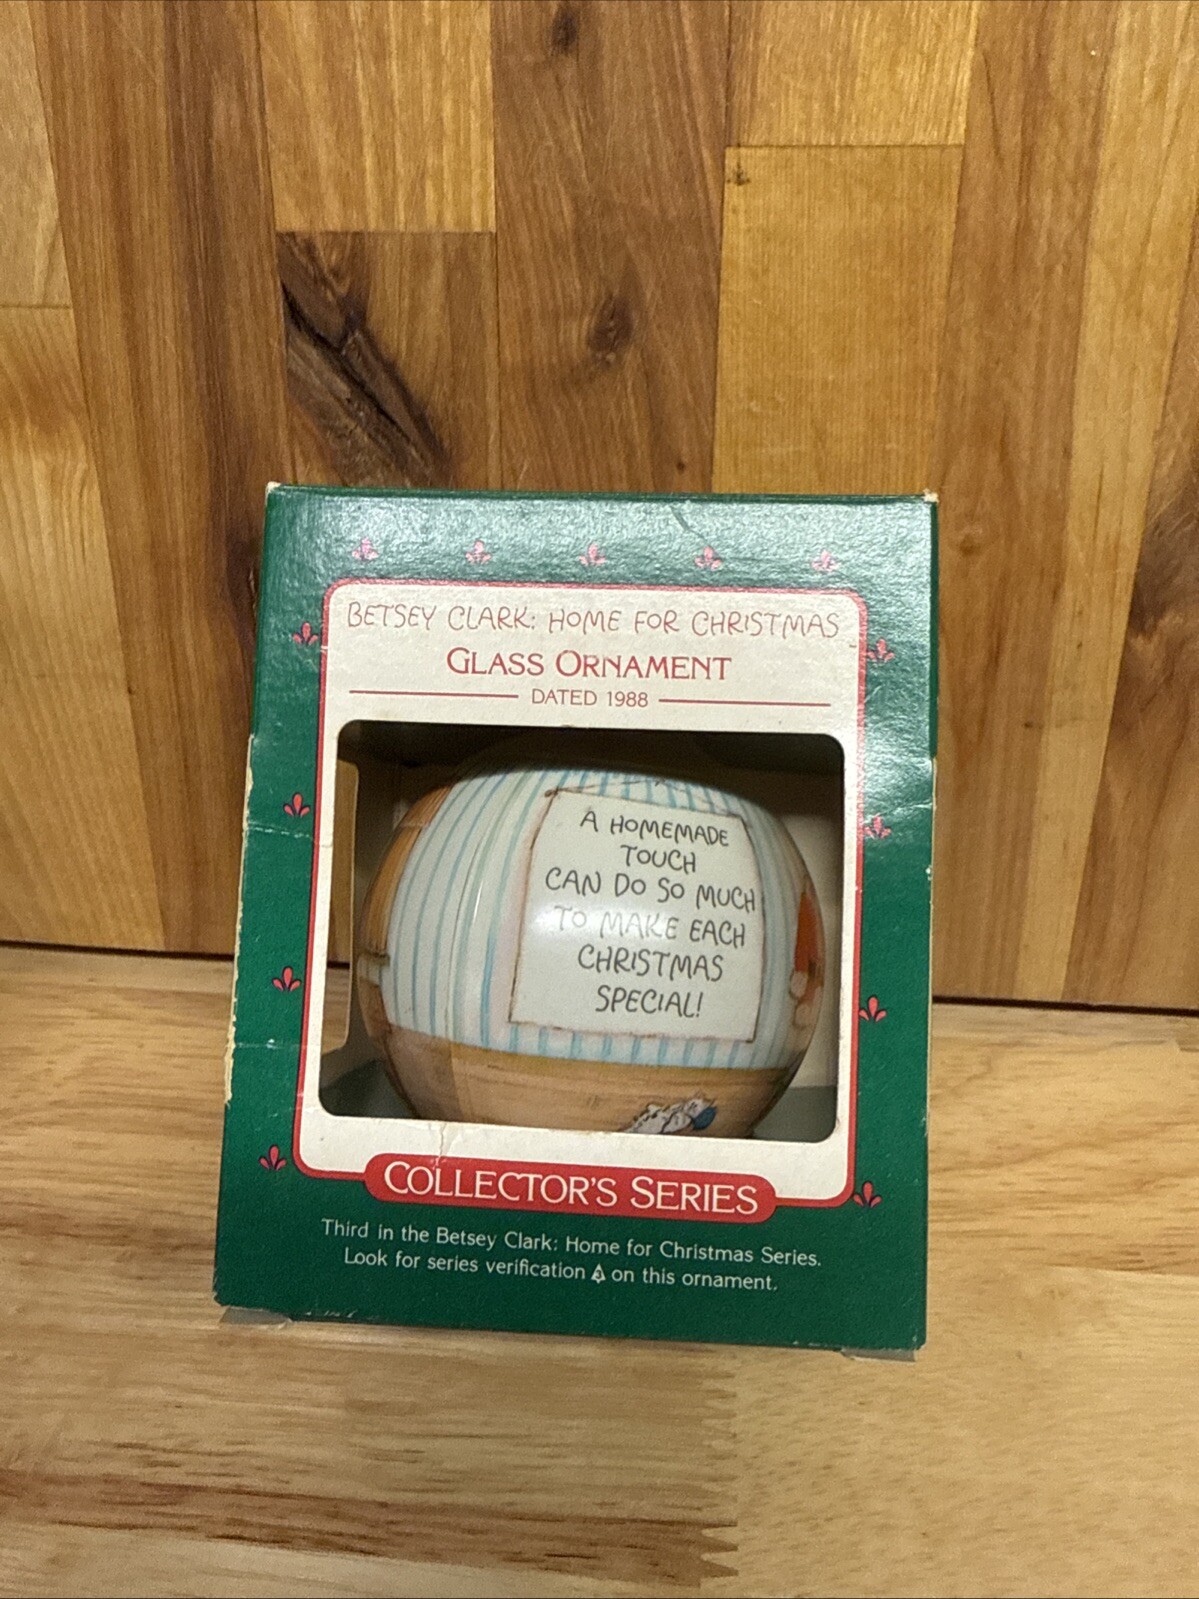 BETSEY CLARK: HOME FOR CHRISTMAS
GLASS ORNAMENT
DATED 1988
A HOMEMADE
TOUCH
CAN DO SO MUCH
TO MAKE EACH
CHRISTMAS
SPECIAL!
COLLECTOR'S SERIES
Third in the Betsey Clark: Home for Christmas Series.
Look for series verification 3 on this ornament.